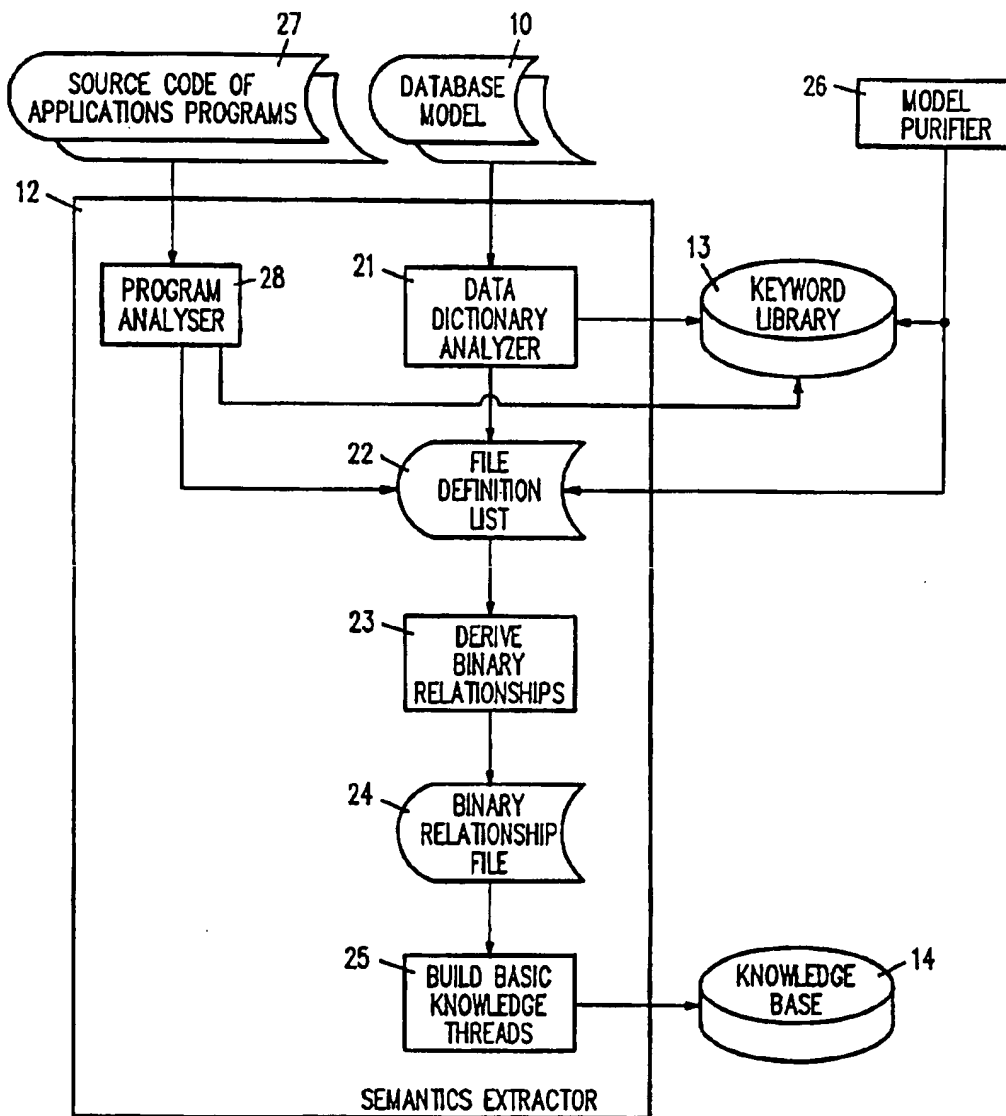 27
SOURCE CODE OF
APPLICATIONS PROGRAMS
10
DATABASE
MODEL
26
MODEL
PURIFIER
12
PROGRAM
ANALYSER
28
21
DATA
DICTIONARY
ANALYZER
13
KEYWORD
LIBRARY
22
FILE
DEFINITION
LIST
23
DERIVE
BINARY
RELATIONSHIPS
24
BINARY
RELATIONSHIP
FILE
25
BUILD BASIC
KNOWLEDGE
THREADS
14
KNOWLEDGE
BASE
SEMANTICS EXTRACTOR